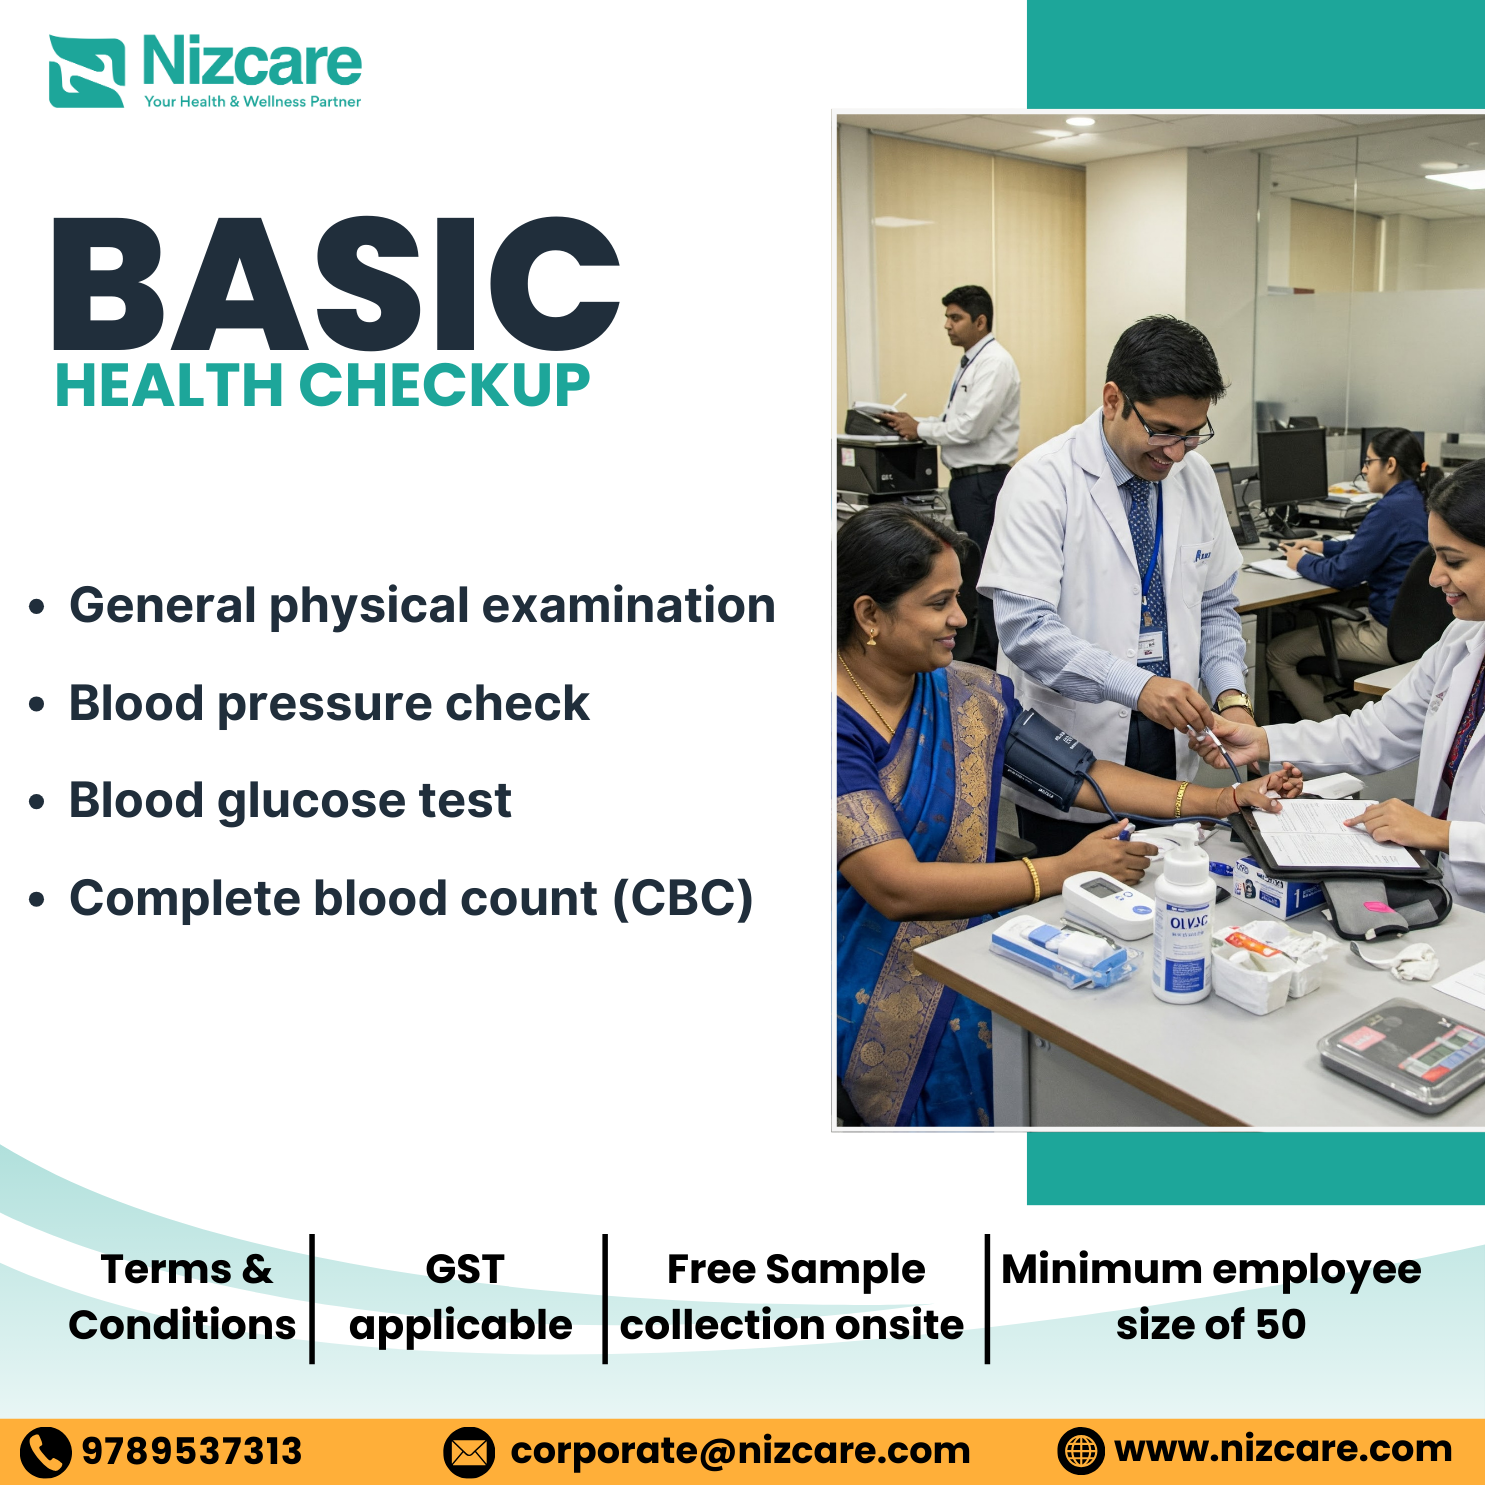 Nizcare
Your Health & Wellness Partner
BASIC
HEALTH CHECKUP
• General physical examination
• Blood pressure check
• Blood glucose test
• Complete blood count (CBC)
Terms &
Conditions
GST
applicable
Free Sample
collection onsite
Minimum employee
size of 50
9789537313
corporate@nizcare.com
www.nizcare.com